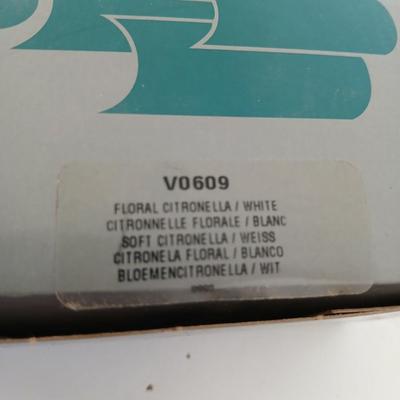 V0609
FLORAL CITRONELLA / WHITE
CITRONNELLE FLORALE / BLANC
SOFT CITRONELLA / WEISS
CITRONELA FLORAL / BLANCO
BLOEMENCITRONELLA / WIT